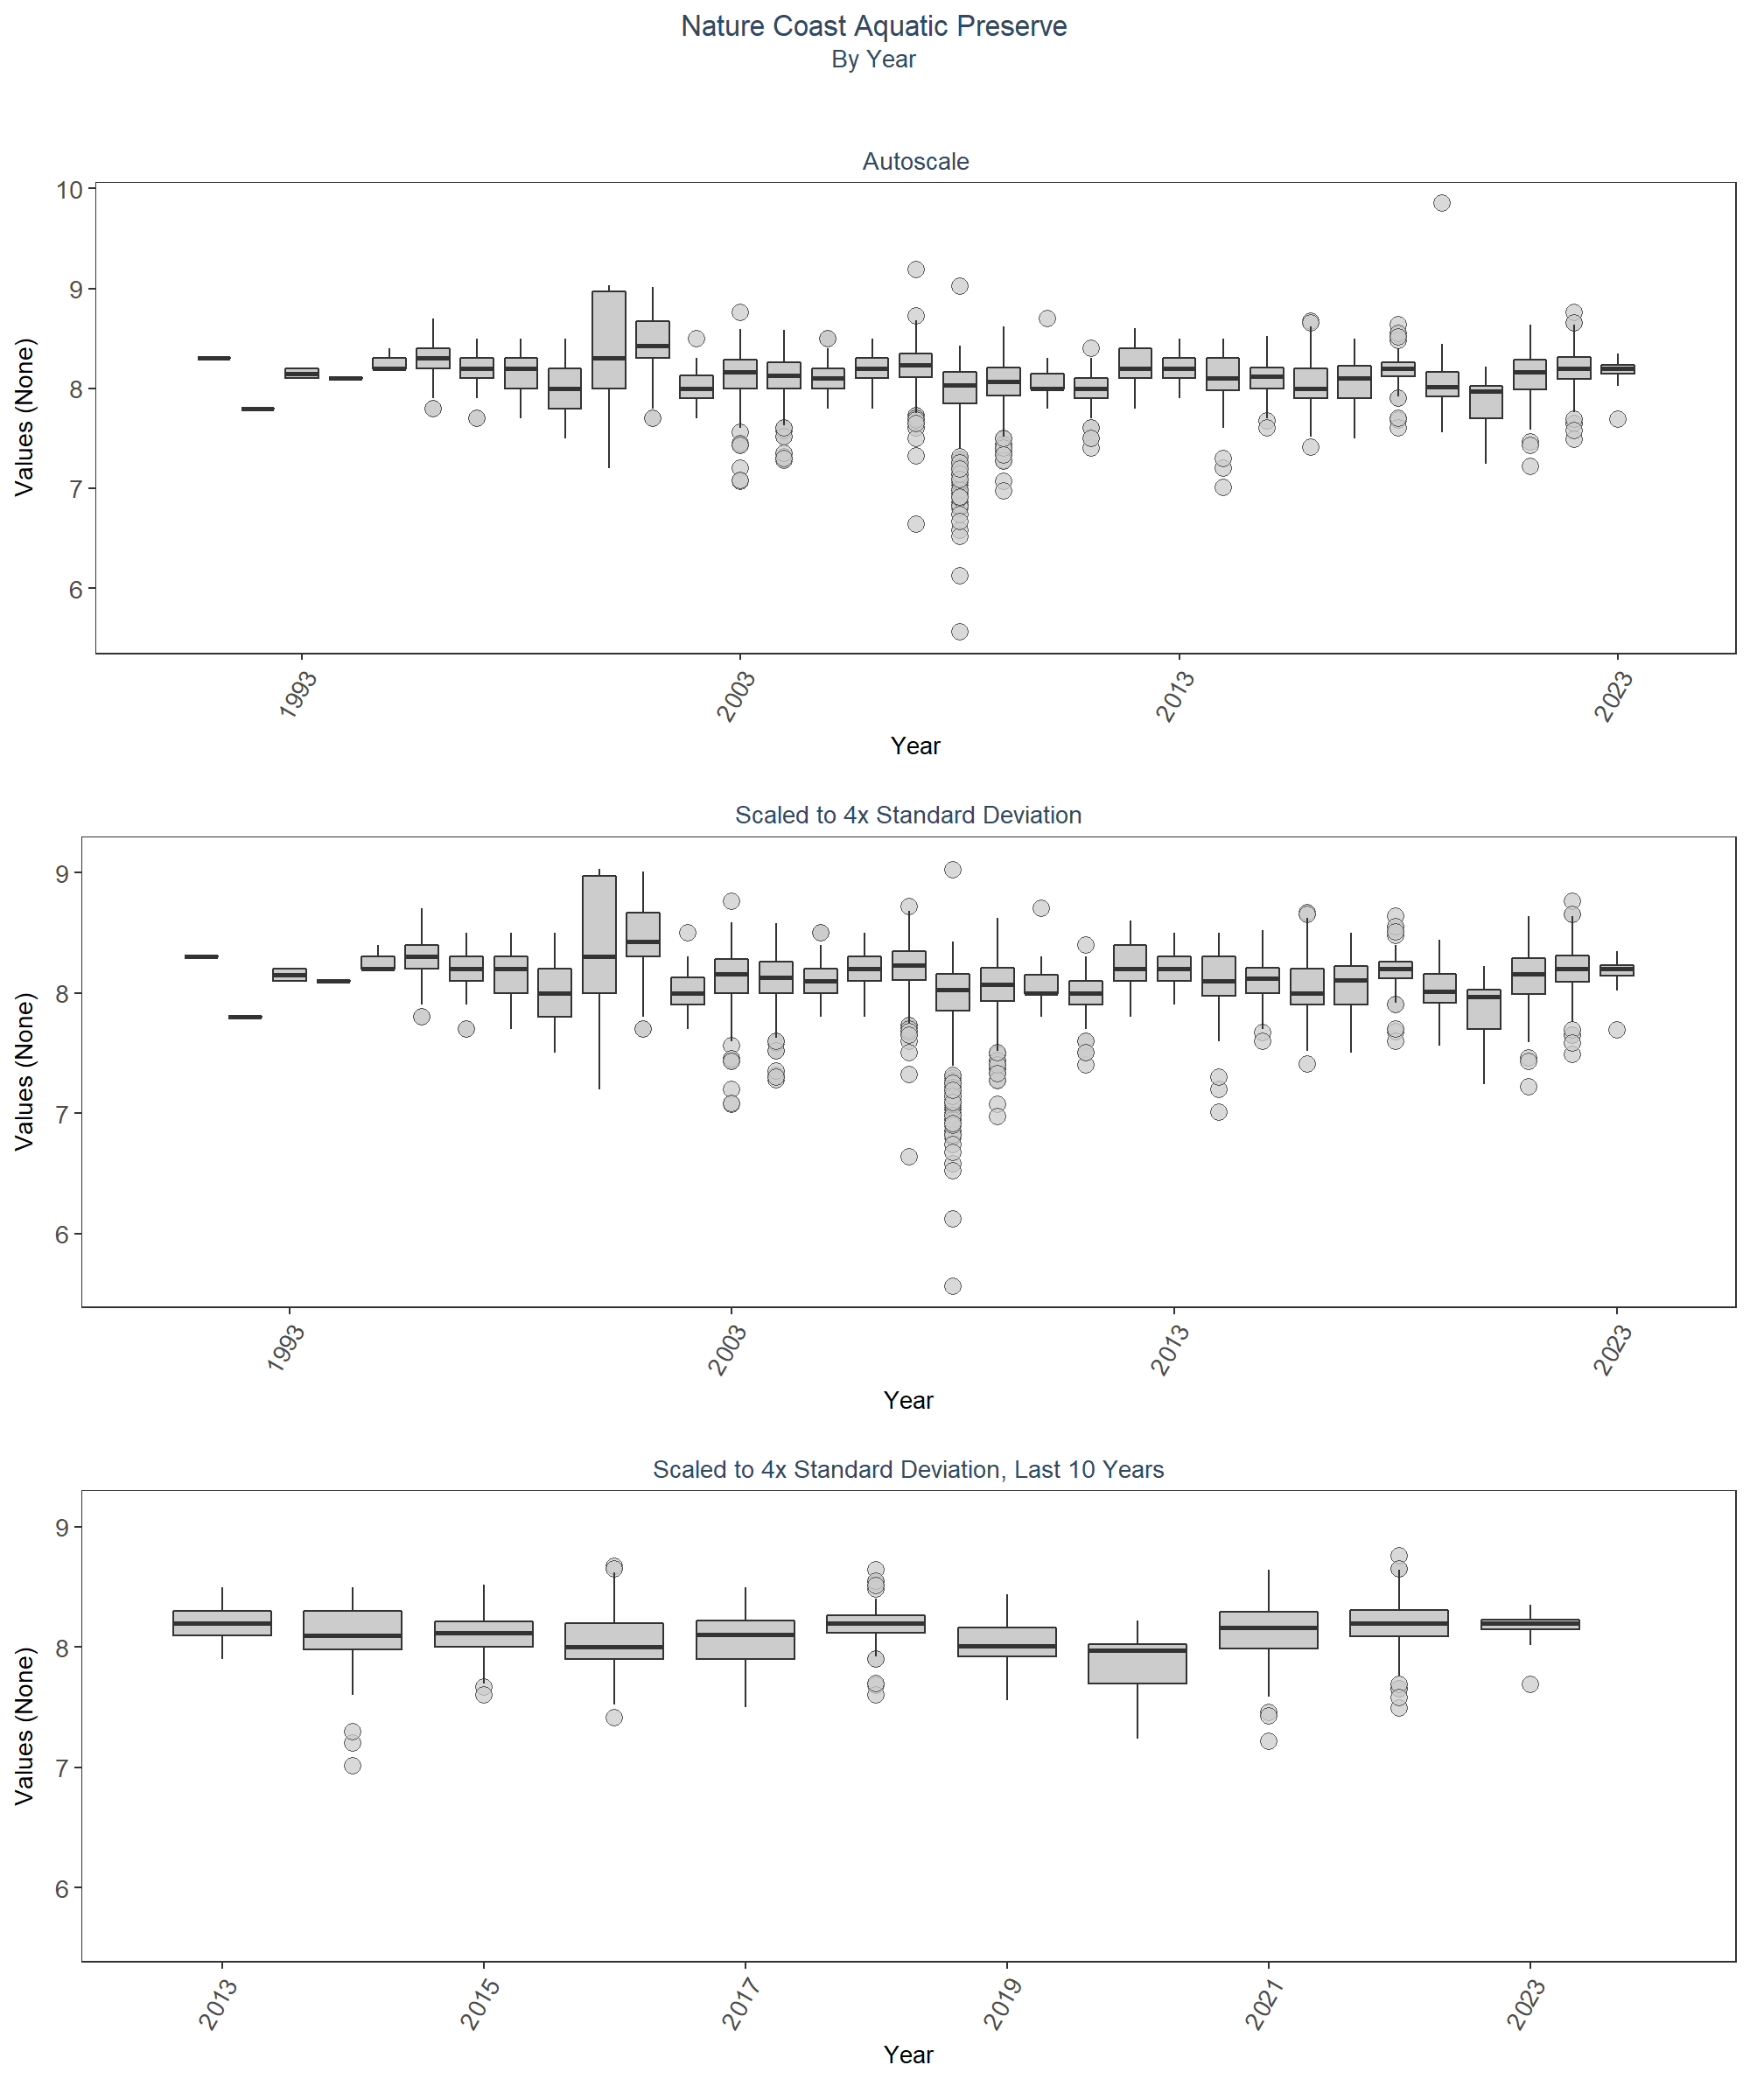 Nature Coast Aquatic Preserve
By Year
Autoscale
10
9
8
7
6
Values (None)
1993
2003
2013
2023
Year
Scaled to 4x Standard Deviation
9
8
7
6
Values (None)
1993
2003
2013
2023
Year
Scaled to 4x Standard Deviation, Last 10 Years
9
8
7
6
Values (None)
2013
2015
2017
2019
2021
2023
Year